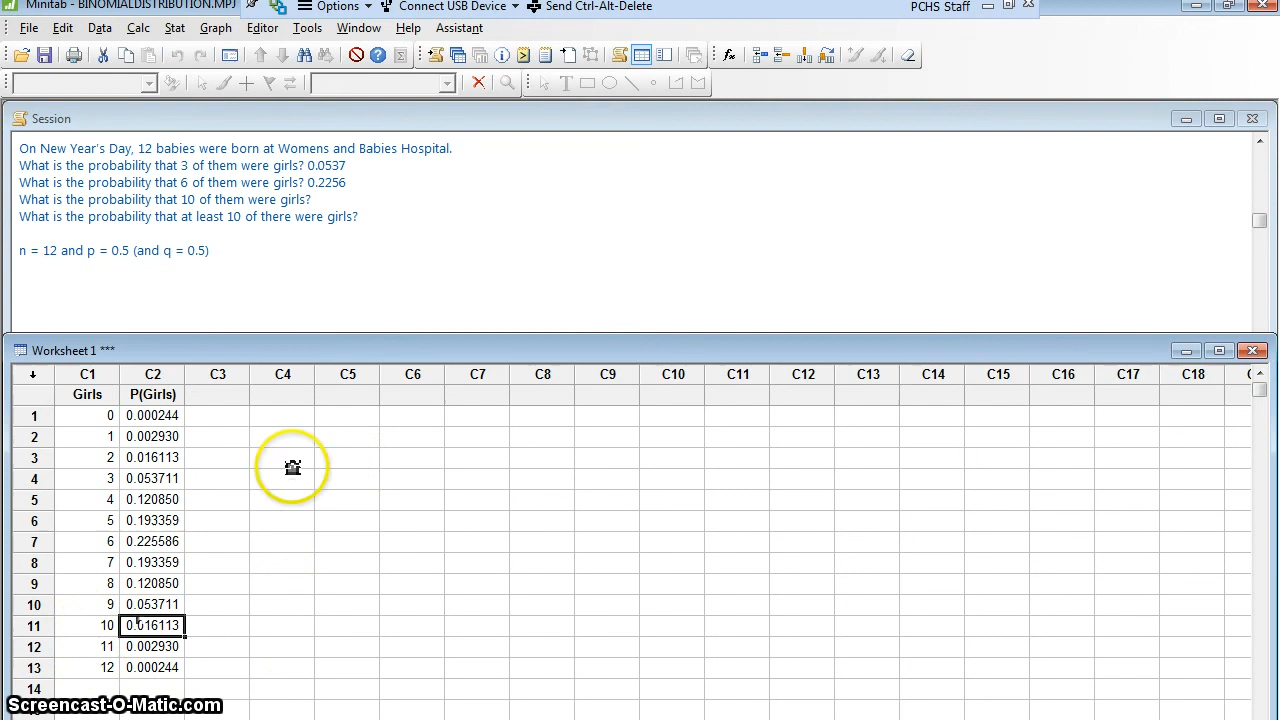 Minitab - BINOMIALDISTRIBUTION.MPJ
Options
Connect USB Device
Send Ctrl-Alt-Delete
PCHS Staff
File Edit Data Calc Stat Graph Editor Tools Window Help Assistant
Session
On New Year's Day, 12 babies were born at Womens and Babies Hospital.
What is the probability that 3 of them were girls? 0.0537
What is the probability that 6 of them were girls? 0.2256
What is the probability that 10 of them were girls?
What is the probability that at least 10 of there were girls?
n = 12 and p = 0.5 (and q = 0.5)
Worksheet 1 ***
C1 C2 C3 C4 C5 C6 C7 C8 C9 C10 C11 C12 C13 C14 C15 C16 C17 C18
Girls P(Girls)
1 0 0.000244
2 1 0.002930
3 2 0.016113
4 3 0.053711
5 4 0.120850
6 5 0.193359
7 6 0.225586
8 7 0.193359
9 8 0.120850
10 9 0.053711
11 10 0.016113
12 11 0.002930
13 12 0.000244
14
Screencast-O-Matic.com